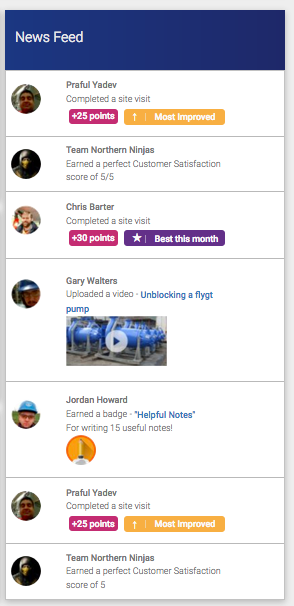 News Feed
Praful Yadev
Completed a site visit
+25 points ↑ Most improved
Team Northern Ninjas
Earned a perfect Customer Satisfaction
score of 5/5
Chris Barter
Completed a site visit
+30 points ★ Best this month
Gary Walters
Uploaded a video - Unblocking a flygt
pump
Jordan Howard
Earned a badge - "Helpful Notes"
For writing 15 useful notes!
Praful Yadev
Completed a site visit
+25 points ↑ Most improved
Team Northern Ninjas
Earned a perfect Customer Satisfaction
score of 5